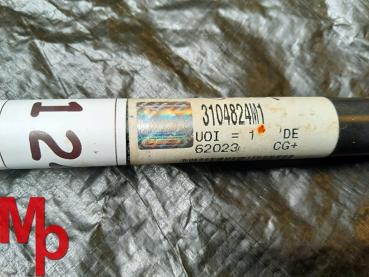 3104824M1
UOI = 1 DE
62023 CG+
12
Mp